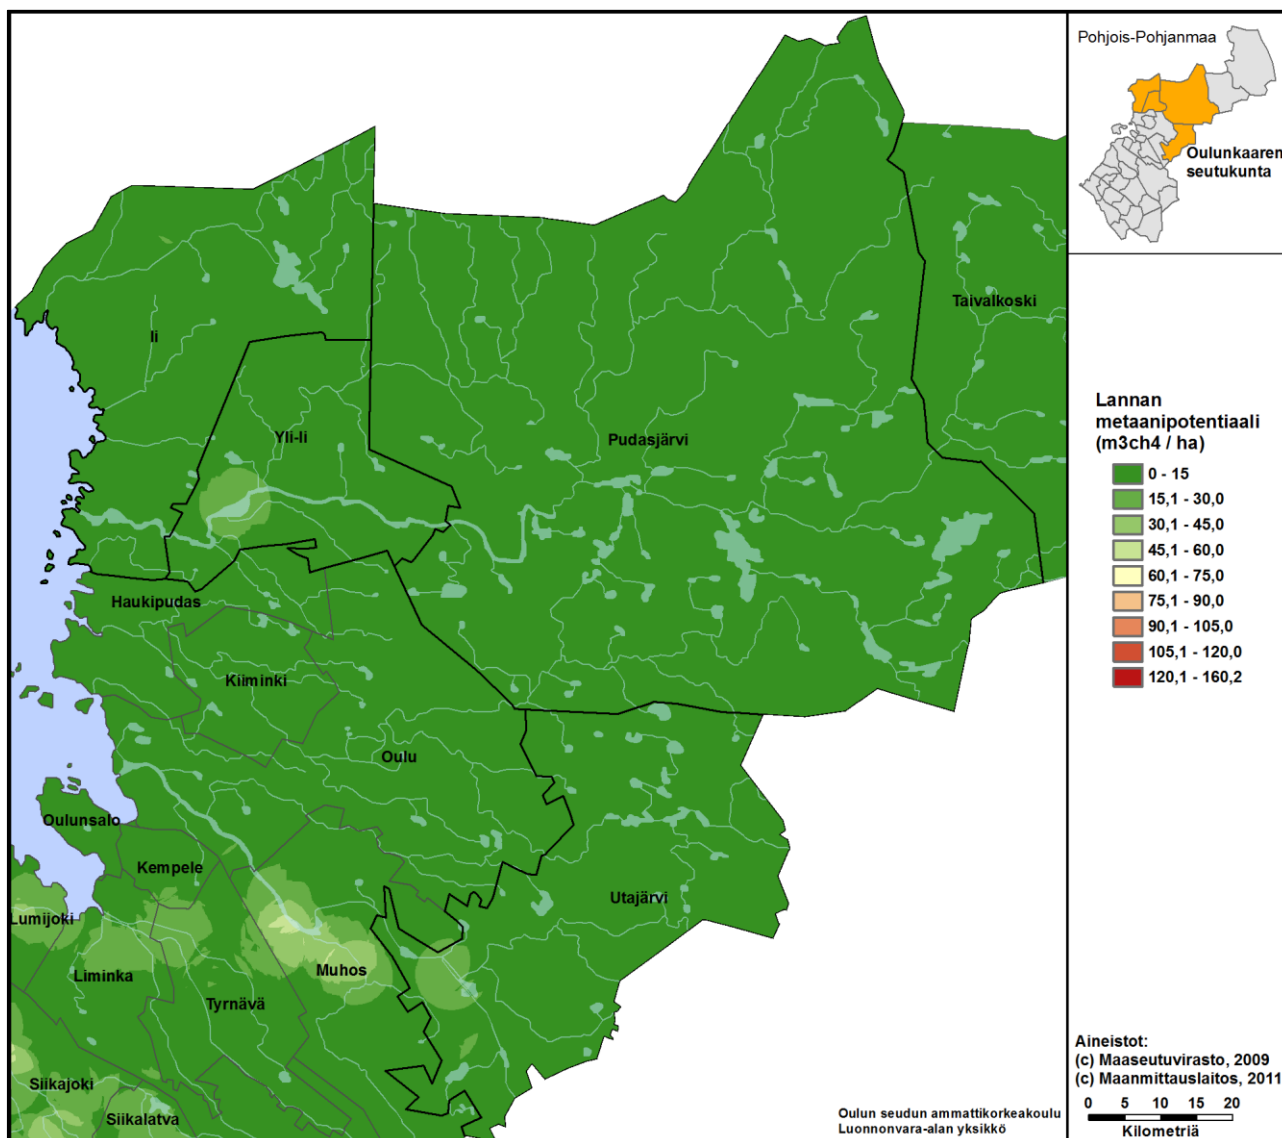 Pohjois-Pohjanmaa
Oulunkaaren
seutukunta
Taivalkoski
Ii
Yli-Ii
Pudasjärvi
Haukipudas
Kiiminki
Oulu
Oulunsalo
Kempele
Utajärvi
Lumijoki
Liminka
Muhos
Tyrnävä
Siikajoki
Siikalatva
Lannan
metaanipotentiaali
(m3ch4 / ha)
0 - 15
15,1 - 30,0
30,1 - 45,0
45,1 - 60,0
60,1 - 75,0
75,1 - 90,0
90,1 - 105,0
105,1 - 120,0
120,1 - 160,2
Aineistot:
(c) Maaseutuvirasto, 2009
(c) Maanmittauslaitos, 2011
0 5 10 15 20
Kilometriä
Oulun seudun ammattikorkeakoulu
Luonnonvara-alan yksikkö